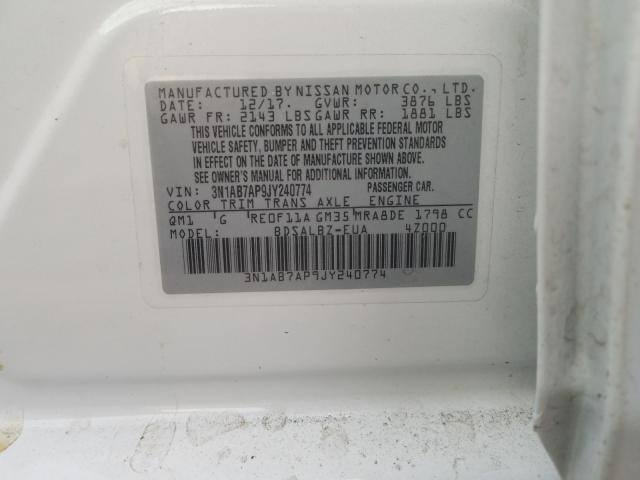 MANUFACTURED BY NISSAN MOTOR CO., LTD.
DATE: 12/17. GVWR: 3876 LBS
GAWR FR: 2143 LBS GAWR RR: 1881 LBS
THIS VEHICLE CONFORMS TO ALL APPLICABLE FEDERAL MOTOR
VEHICLE SAFETY, BUMPER AND THEFT PREVENTION STANDARDS
IN EFFECT ON THE DATE OF MANUFACTURE SHOWN ABOVE.
SEE OWNER'S MANUAL FOR ADDITIONAL INFORMATION.
VIN: 3N1AB7AP9JY240774 PASSENGER CAR.
COLOR TRIM TRANS AXLE ENGINE
QM1 G RE0F11A GM35 MRA8DE 1798 CC
MODEL: BDSALBZ-EUA 4Z000
3N1AB7AP9JY240774